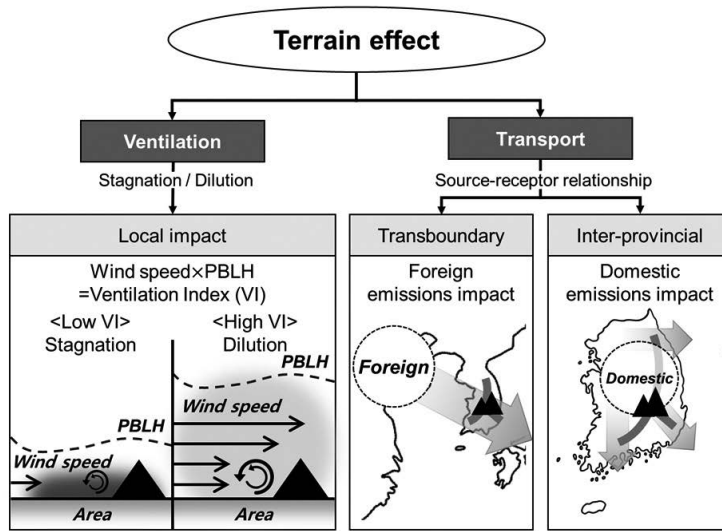 Terrain effect
Ventilation
Transport
Stagnation / Dilution
Source-receptor relationship
Local impact
Transboundary
Inter-provincial
Wind speed×PBLH
=Ventilation Index (VI)
<Low VI>
Stagnation
<High VI>
Dilution
PBLH
Wind speed
PBLH
Wind speed
Area
Area
Foreign
emissions impact
Foreign
Domestic
emissions impact
Domestic